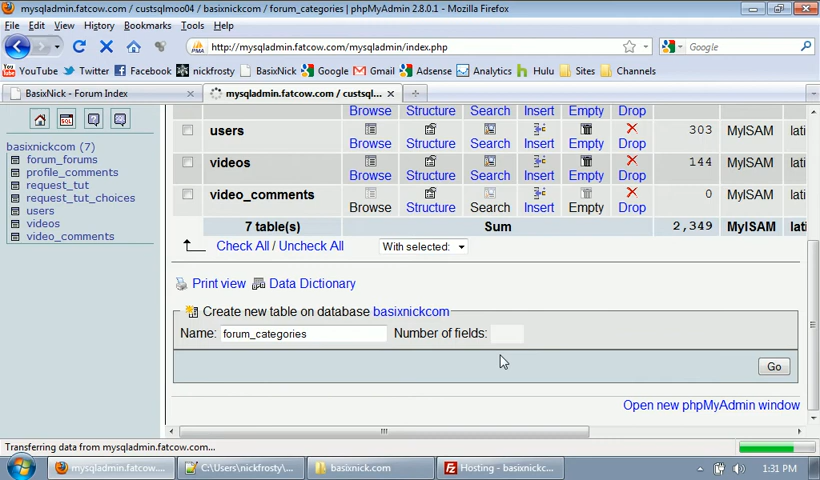 mysqladmin.fatcow.com / custsqlmoo04 / basixnickcom / forum_categories | phpMyAdmin 2.8.0.1 - Mozilla Firefox
File Edit View History Bookmarks Tools Help
http://mysqladmin.fatcow.com/mysqladmin/index.php
Google
YouTube Twitter Facebook nickfrosty BasixNick Google Gmail Adsense Analytics Hulu Sites Channels
BasixNick - Forum Index
mysqladmin.fatcow.com / custsql...
Browse Structure Search Insert Empty Drop
users 303 MyISAM lati
Browse Structure Search Insert Empty Drop
videos 144 MyISAM lati
Browse Structure Search Insert Empty Drop
video_comments 0 MyISAM lati
Browse Structure Search Insert Empty Drop
7 table(s) Sum 2,349 MyISAM lati
Check All / Uncheck All With selected:
Print view Data Dictionary
Create new table on database basixnickcom
Name: forum_categories Number of fields:
Go
Open new phpMyAdmin window
basixnickcom (7)
forum_forums
profile_comments
request_tut
request_tut_choices
users
videos
video_comments
Transferring data from mysqladmin.fatcow.com...
mysqladmin.fatcow....
C:\Users\nickfrosty\...
basixnick.com
Hosting - basixnickc...
1:31 PM